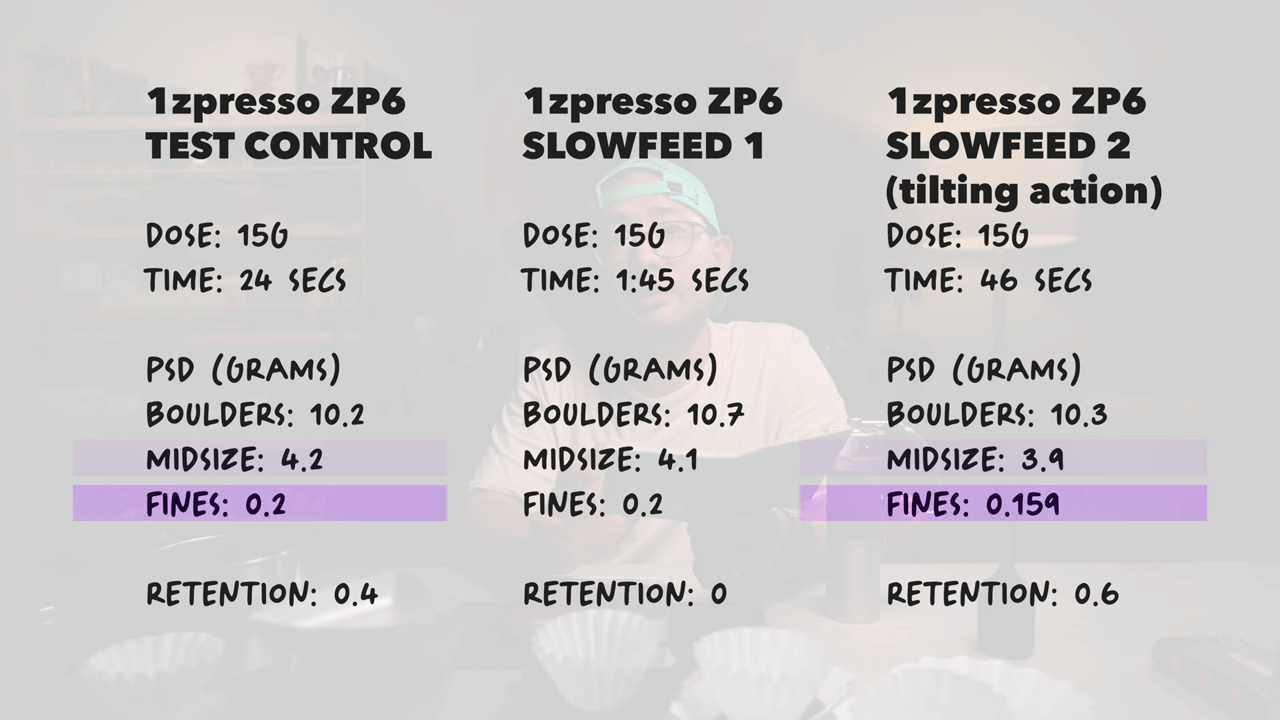 1zpresso ZP6
TEST CONTROL
DOSE: 15G
TIME: 24 SECS
PSD (GRAMS)
BOULDERS: 10.2
MIDSIZE: 4.2
FINES: 0.2
RETENTION: 0.4
1zpresso ZP6
SLOWFEED 1
DOSE: 15G
TIME: 1:45 SECS
PSD (GRAMS)
BOULDERS: 10.7
MIDSIZE: 4.1
FINES: 0.2
RETENTION: 0
1zpresso ZP6
SLOWFEED 2
(tilting action)
DOSE: 15G
TIME: 46 SECS
PSD (GRAMS)
BOULDERS: 10.3
MIDSIZE: 3.9
FINES: 0.159
RETENTION: 0.6